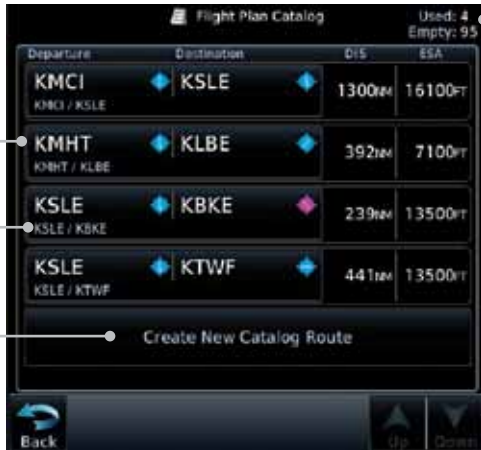 Flight Plan Catalog
Used: 4
Empty: 95
Departure Destination DIS ESA
KMCI KSLE 1300NM 16100FT
KMCI / KSLE
KMHT KLBE 392NM 7100FT
KMHT / KLBE
KSLE KBKE 239NM 13500FT
KSLE / KBKE
KSLE KTWF 441NM 13500FT
KSLE / KTWF
Create New Catalog Route
Back Up Down